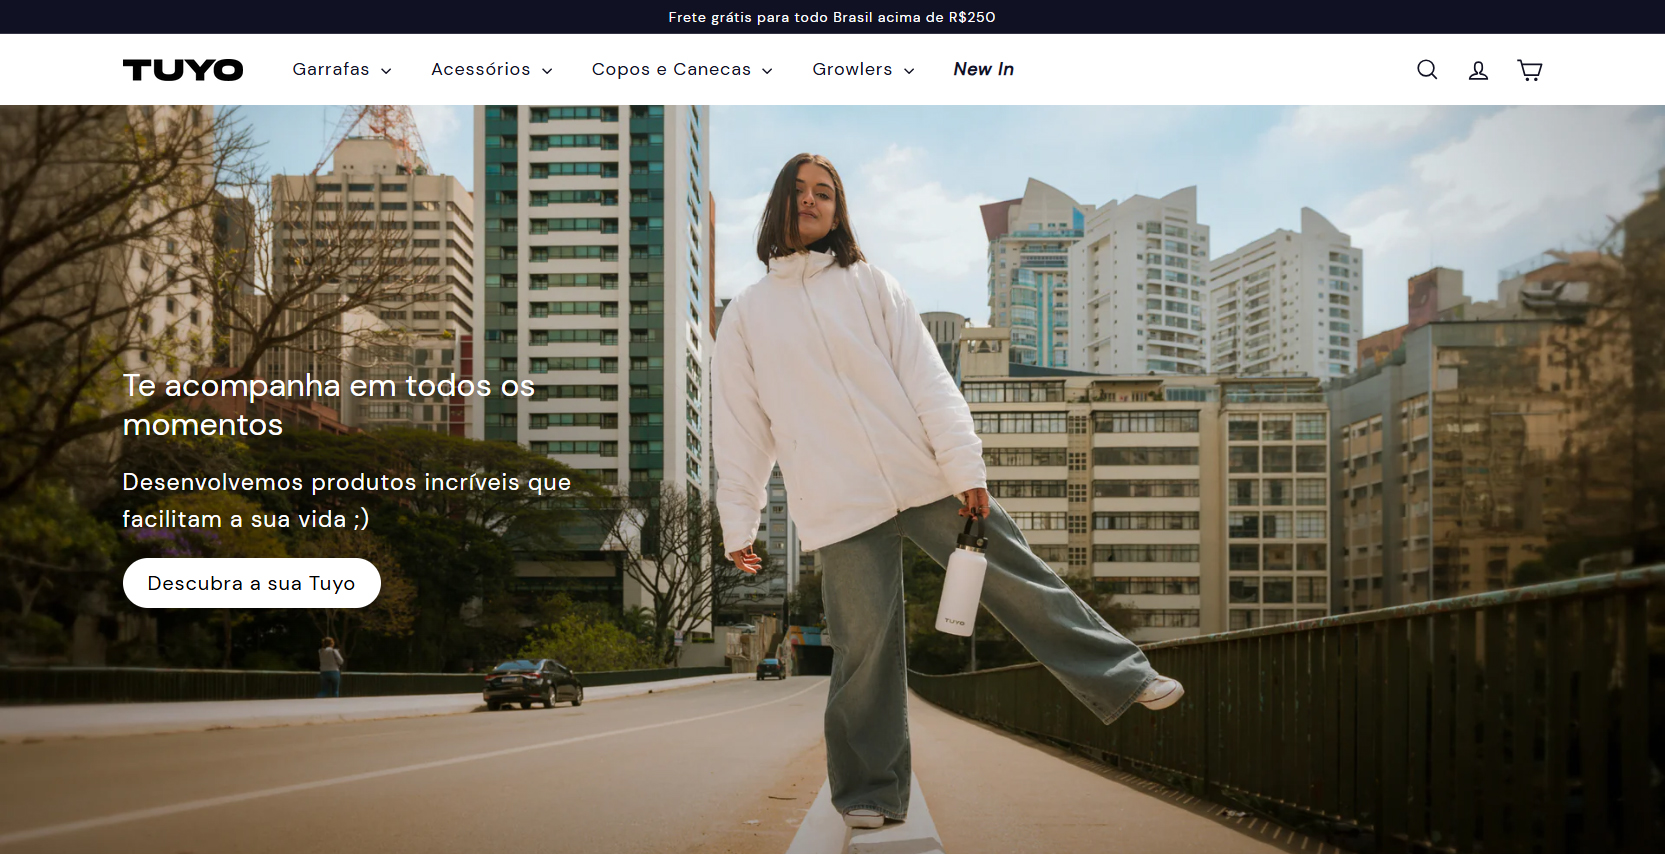 Frete grátis para todo Brasil acima de R$250
TUYO
Garrafas
Acessórios
Copos e Canecas
Growlers
New In
Te acompanha em todos os
momentos
Desenvolvemos produtos incríveis que
facilitam a sua vida ;)
Descubra a sua Tuyo
TUYO